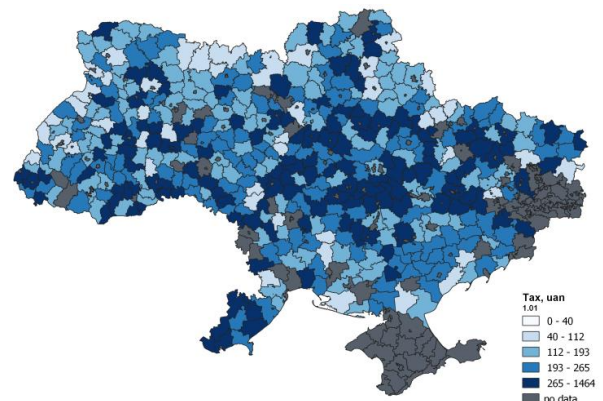 Tax, uan
1.01
0 - 40
40 - 112
112 - 193
193 - 265
265 - 1464
no data